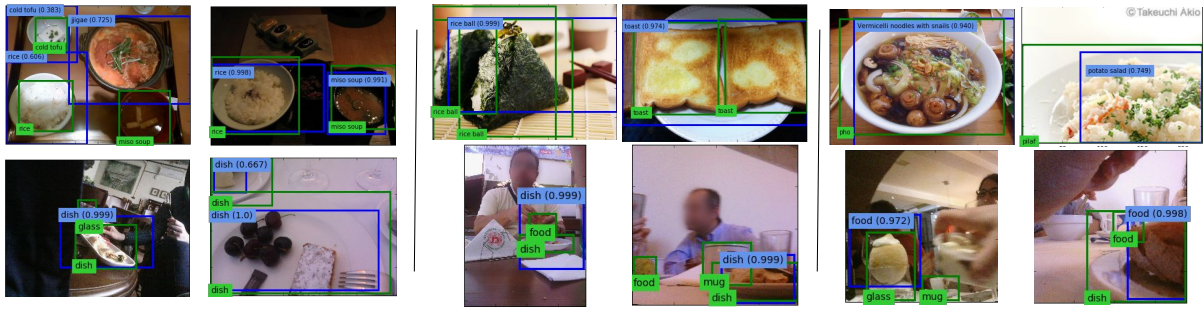 cold tofu (0.383)
jjigae (0.725)
cold tofu
rice (0.606)
rice
miso soup
rice (0.998)
miso soup (0.991)
miso soup
rice
rice ball (0.999)
rice ball
rice ball
toast (0.974)
toast
toast
Vermicelli noodles with snails (0.940)
pho
©Takeuchi Akio
potato salad (0.749)
pilaf
dish (0.999)
glass
dish
dish (0.667)
dish
dish (1.0)
dish
dish (0.999)
food
dish
food
mug
dish (0.999)
dish
food (0.972)
glass
mug
food (0.998)
food
dish